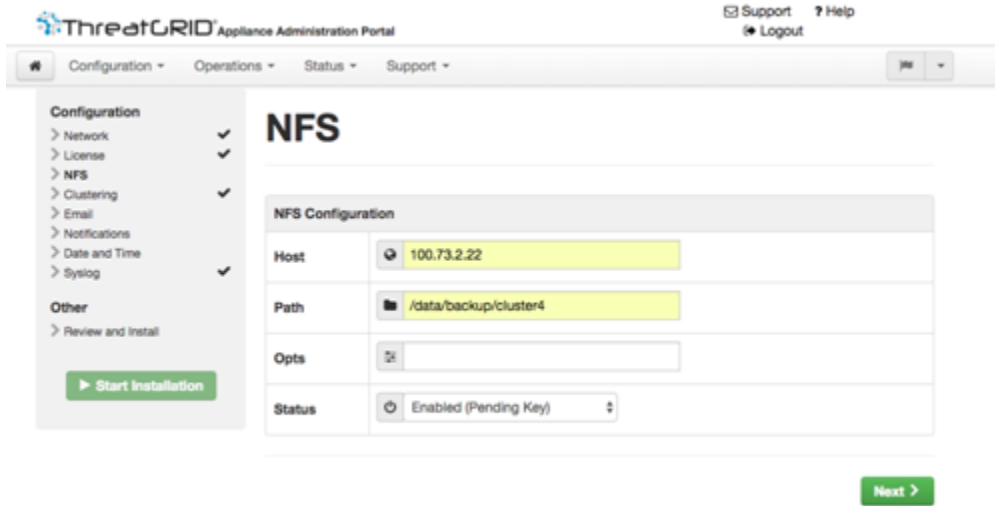 ThreatGRID Appliance Administration Portal
Support ? Help
Logout
Configuration Operations Status Support
Configuration
Network
License
NFS
Clustering
Email
Notifications
Date and Time
Syslog
Other
Review and Install
Start Installation
NFS
NFS Configuration
Host 100.73.2.22
Path /data/backup/cluster4
Opts
Status Enabled (Pending Key)
Next